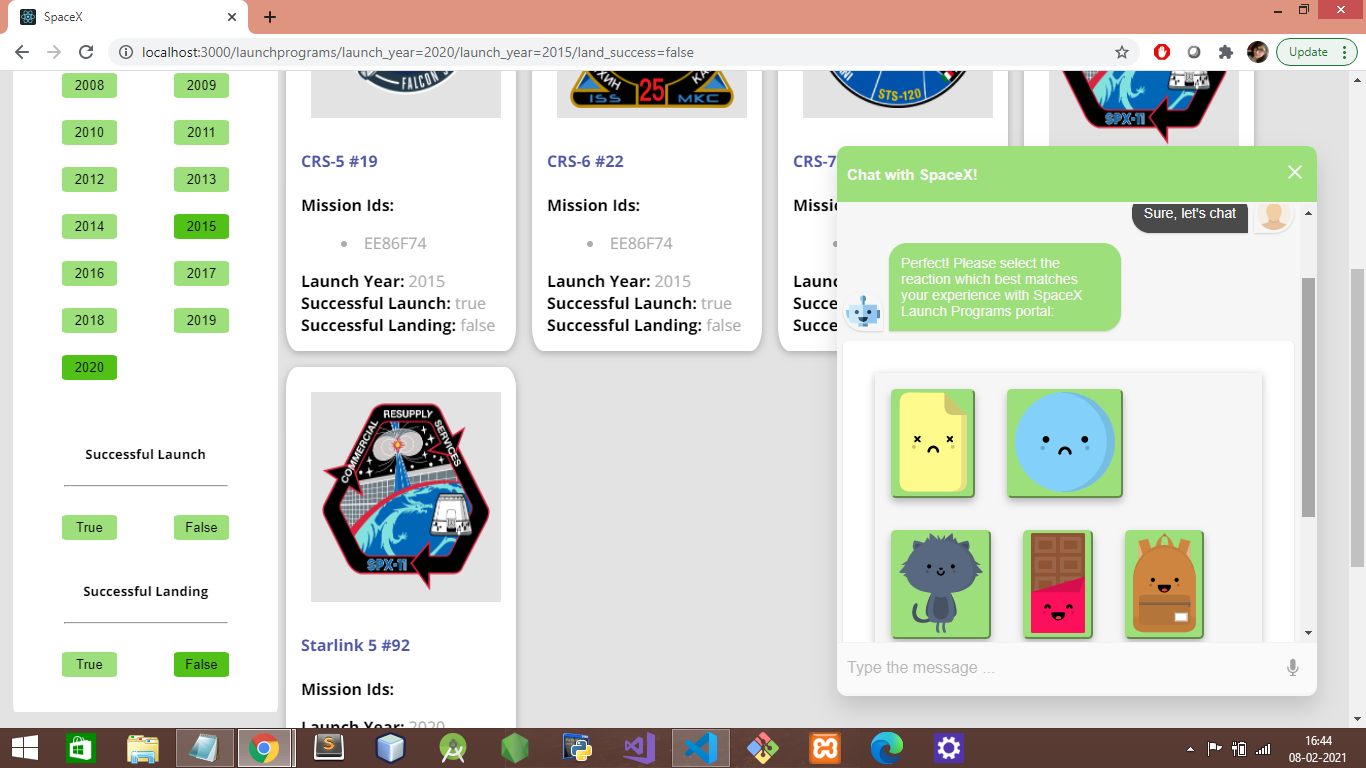 SpaceX
localhost:3000/launchprograms/launch_year=2020/launch_year=2015/land_success=false
Update
2008 2009
2010 2011
2012 2013
2014 2015
2016 2017
2018 2019
2020
Successful Launch
True False
Successful Landing
True False
FALCON
25
ISS МКС
STS-120
SPX-11
CRS-5 #19
Mission Ids:
EE86F74
Launch Year: 2015
Successful Launch: true
Successful Landing: false
CRS-6 #22
Mission Ids:
EE86F74
Launch Year: 2015
Successful Launch: true
Successful Landing: false
CRS-7
Missi
Laun
Succe
Succe
COMMERCIAL RESUPPLY SERVICES
SPX-11
Starlink 5 #92
Mission Ids:
Launch Year: 2020
Chat with SpaceX!
Sure, let's chat
Perfect! Please select the
reaction which best matches
your experience with SpaceX
Launch Programs portal:
Type the message ...
16:44
08-02-2021